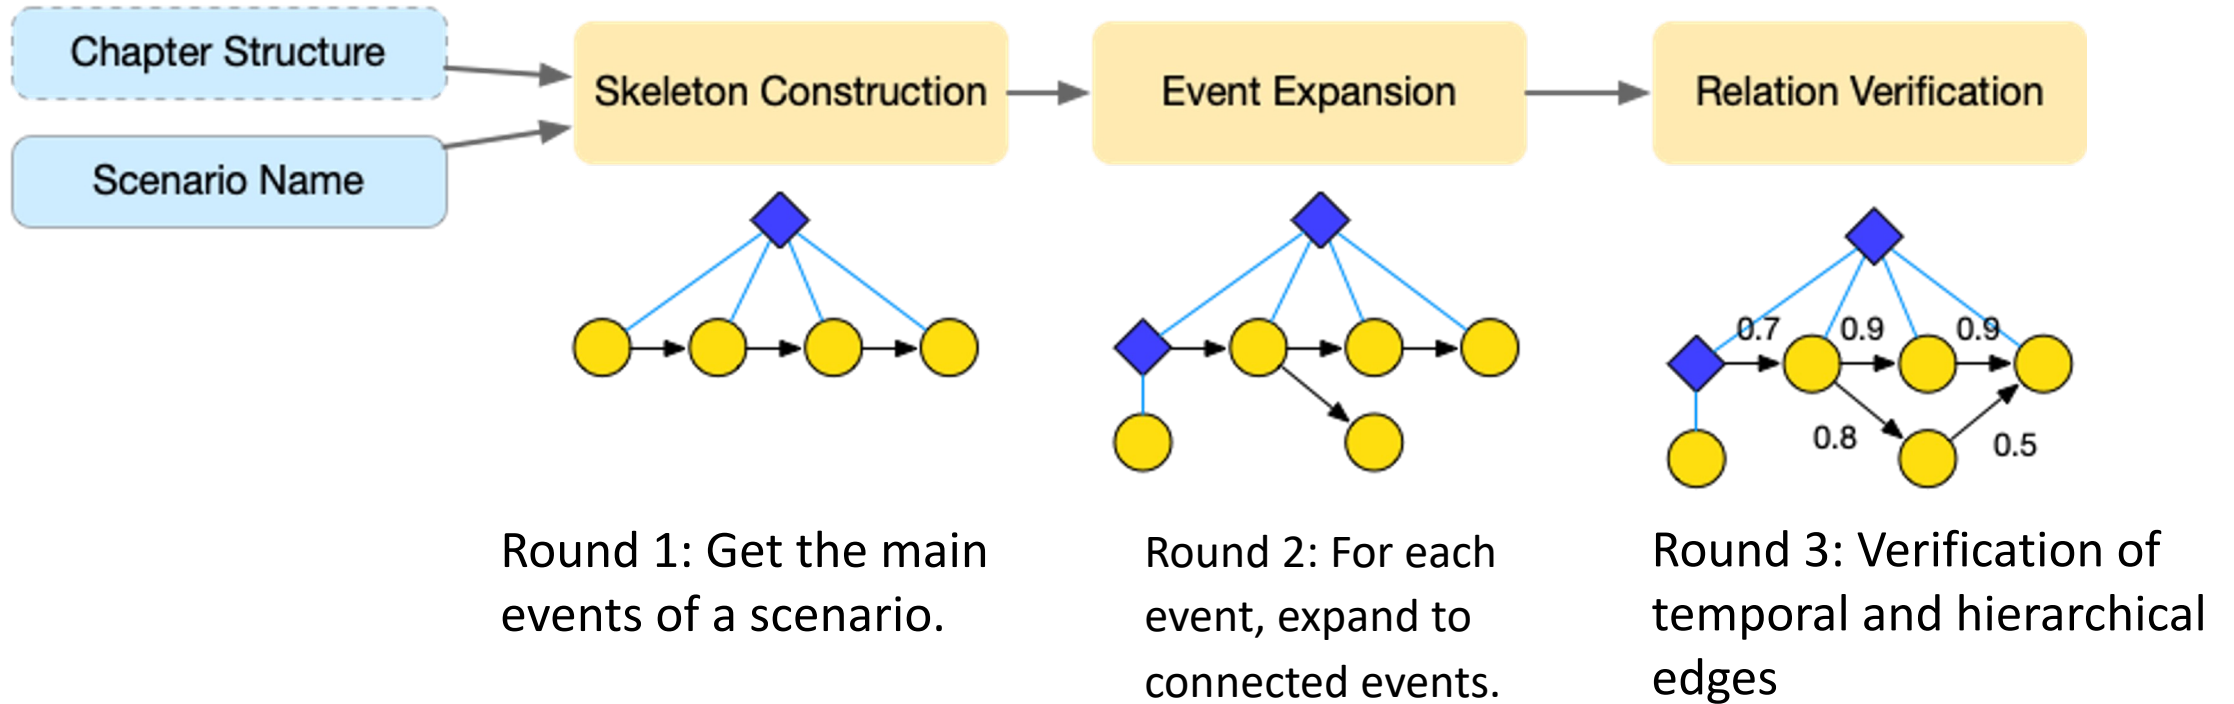 Chapter Structure
Scenario Name
Skeleton Construction
Event Expansion
Relation Verification
0.7
0.9
0.9
0.8
0.5
Round 1: Get the main
events of a scenario.
Round 2: For each
event, expand to
connected events.
Round 3: Verification of
temporal and hierarchical
edges